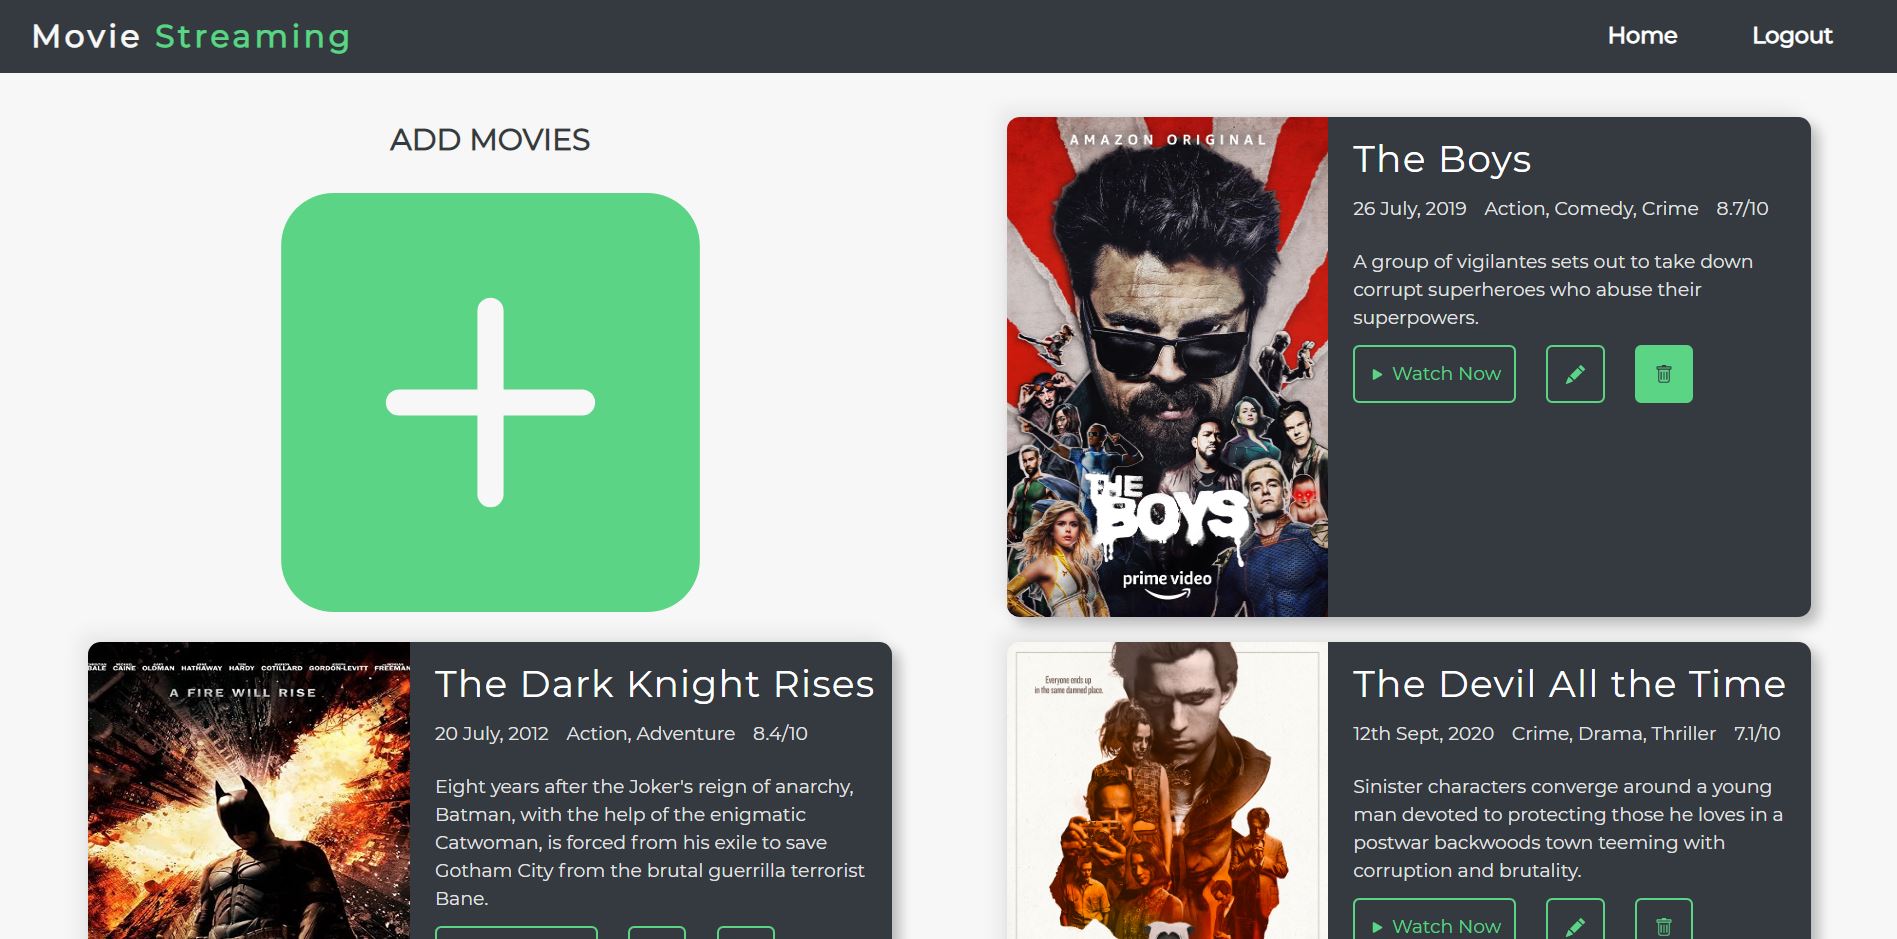 Movie Streaming
Home
Logout
ADD MOVIES
AMAZON ORIGINAL
THE
BOYS
prime video
The Boys
26 July, 2019 Action, Comedy, Crime 8.7/10
A group of vigilantes sets out to take down
corrupt superheroes who abuse their
superpowers.
Watch Now
BALE CAINE OLDMAN HATHAWAY HARDY COTILLARD GORDON-LEVITT FREEMAN
A FIRE WILL RISE
The Dark Knight Rises
20 July, 2012 Action, Adventure 8.4/10
Eight years after the Joker's reign of anarchy,
Batman, with the help of the enigmatic
Catwoman, is forced from his exile to save
Gotham City from the brutal guerrilla terrorist
Bane.
Everyone ends up
in the same damned place.
The Devil All the Time
12th Sept, 2020 Crime, Drama, Thriller 7.1/10
Sinister characters converge around a young
man devoted to protecting those he loves in a
postwar backwoods town teeming with
corruption and brutality.
Watch Now